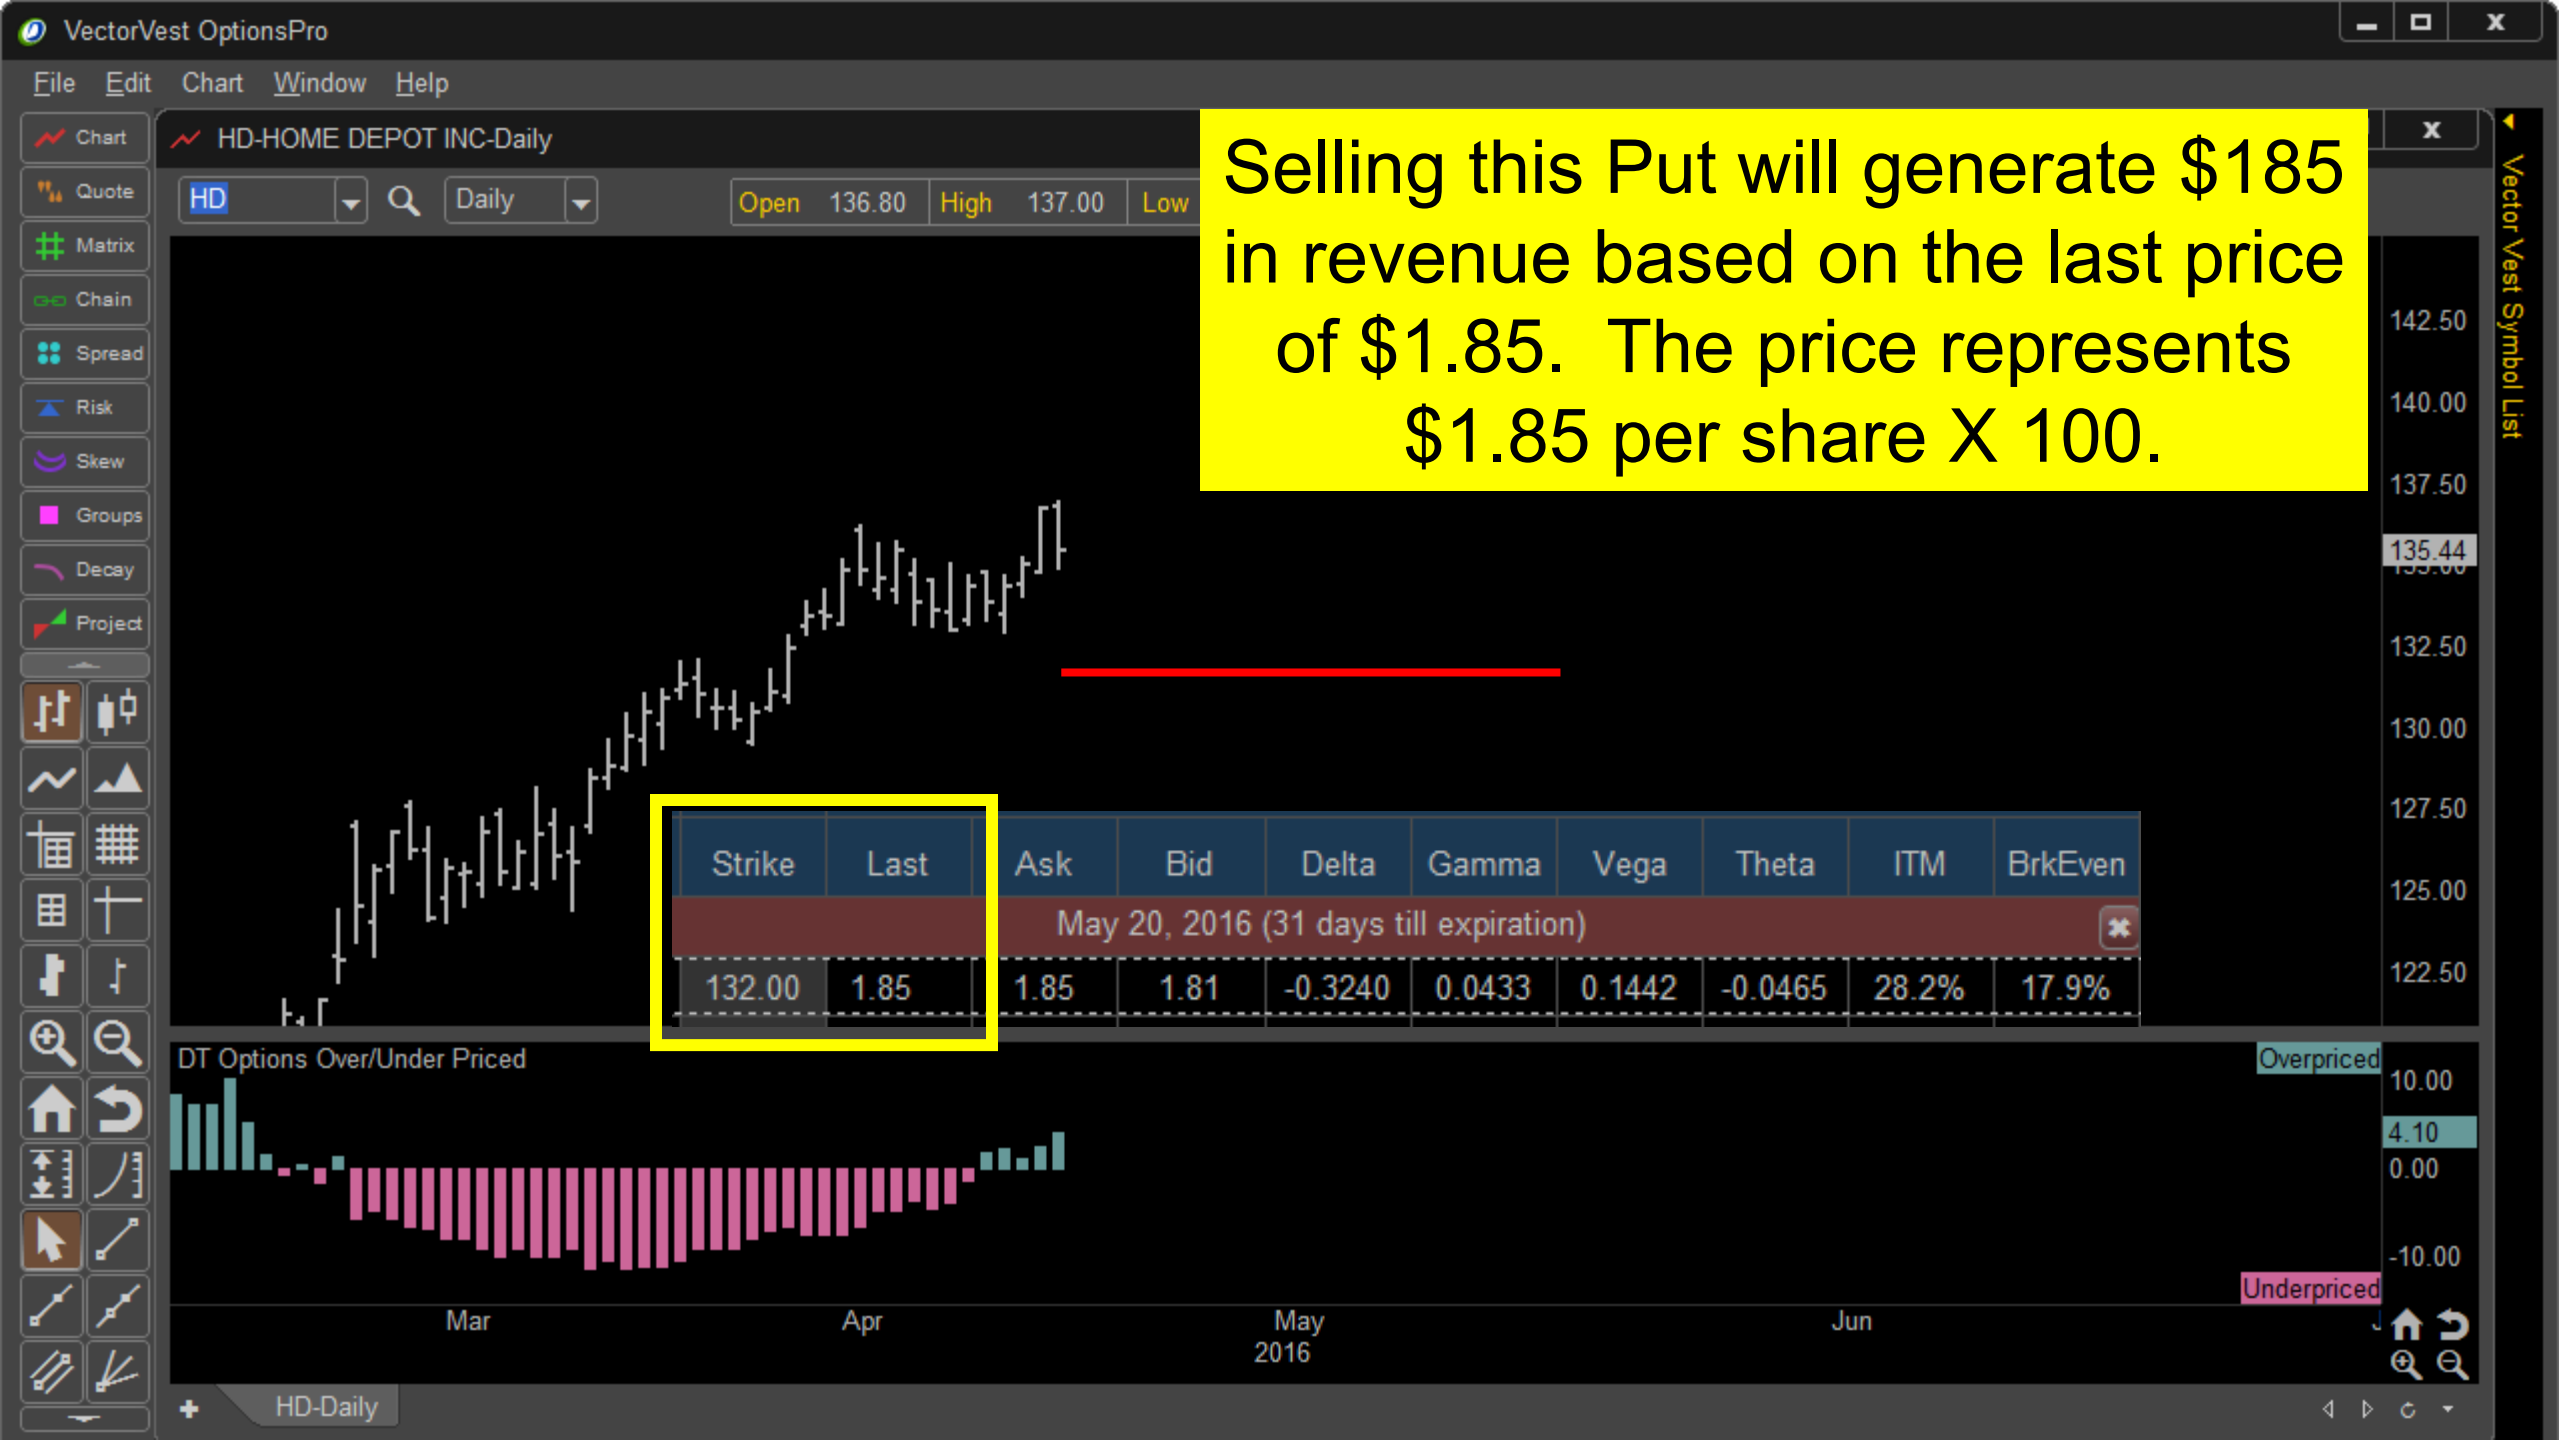 VectorVest OptionsPro
File Edit Chart Window Help
Chart
Quote
Matrix
Chain
Spread
Risk
Skew
Groups
Decay
Project
HD-HOME DEPOT INC-Daily
HD Daily Open 136.80 High 137.00 Low
Selling this Put will generate $185
in revenue based on the last price
of $1.85. The price represents
$1.85 per share X 100.
Vector Vest Symbol List
142.50
140.00
137.50
135.44
132.50
130.00
127.50
125.00
122.50
Strike Last Ask Bid Delta Gamma Vega Theta ITM BrkEven
May 20, 2016 (31 days till expiration)
132.00 1.85 1.85 1.81 -0.3240 0.0433 0.1442 -0.0465 28.2% 17.9%
DT Options Over/Under Priced
Overpriced
10.00
4.10
0.00
-10.00
Underpriced
Mar Apr May Jun
2016
HD-Daily